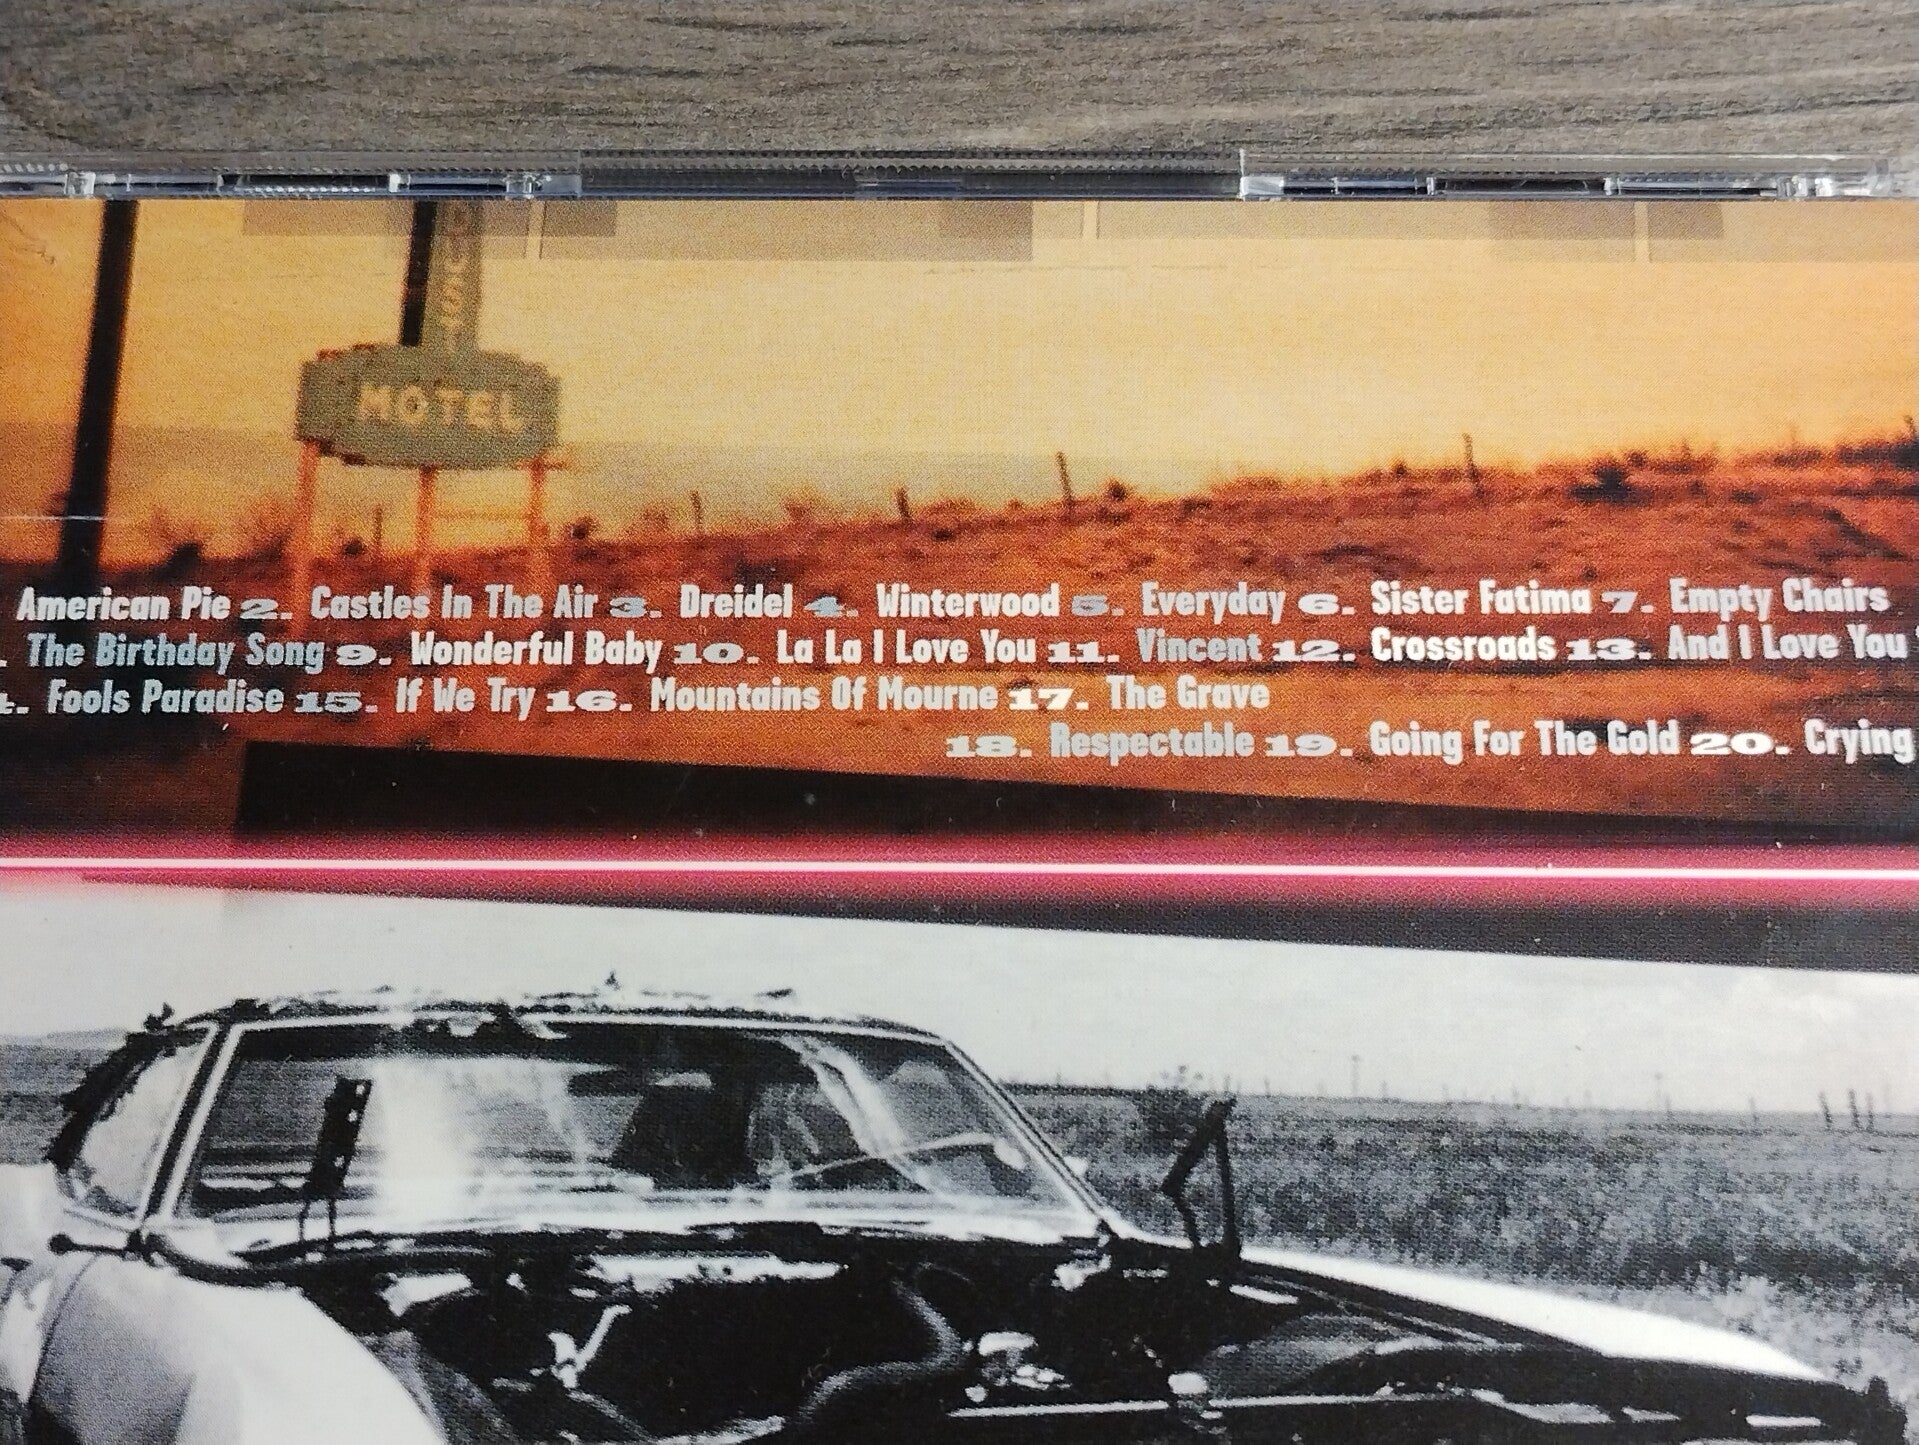 MOTEL
American Pie 2. Castles In The Air 3. Dreidel 4. Winterwood 5. Everyday 6. Sister Fatima 7. Empty Chairs
. The Birthday Song 9. Wonderful Baby 10. La La I Love You 11. Vincent 12. Crossroads 13. And I Love You
. Fools Paradise 15. If We Try 16. Mountains Of Mourne 17. The Grave
18. Respectable 19. Going For The Gold 20. Crying